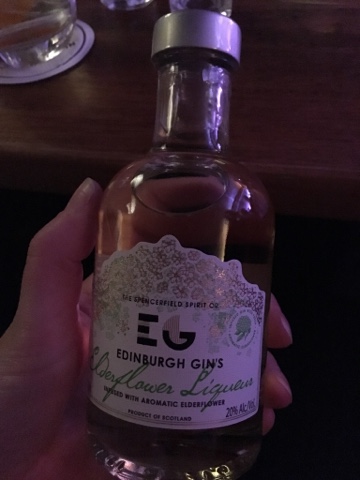 THE SPENCERFIELD SPIRIT CO
EG
EDINBURGH GIN'S
Elderflower Liqueur
INFUSED WITH AROMATIC ELDERFLOWER
PRODUCT OF SCOTLAND
20% Alc/Vol